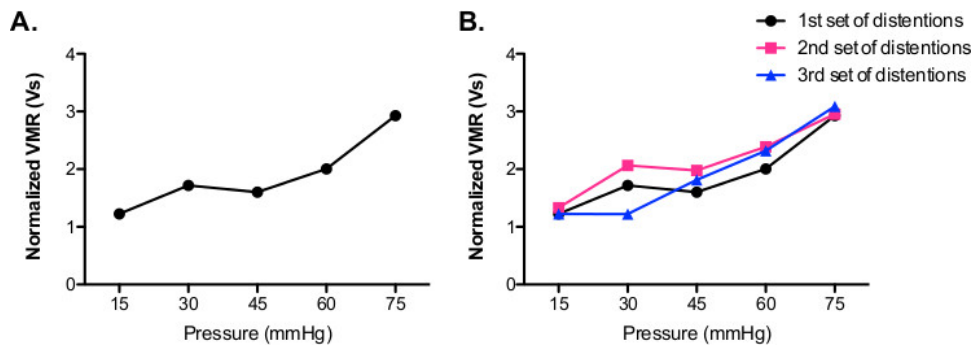 A.
Normalized VMR (Vs)
4
3
2
1
0
15 30 45 60 75
Pressure (mmHg)
B.
1st set of distentions
2nd set of distentions
3rd set of distentions
Normalized VMR (Vs)
4
3
2
1
0
15 30 45 60 75
Pressure (mmHg)